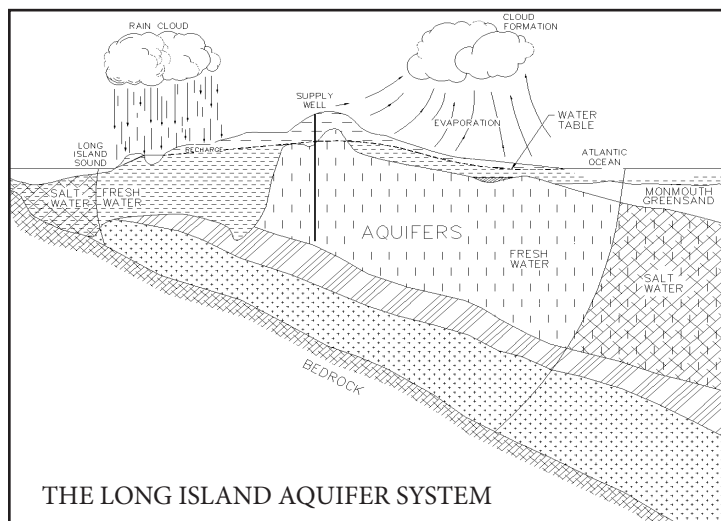 RAIN CLOUD
CLOUD
FORMATION
SUPPLY
WELL
EVAPORATION
WATER
TABLE
LONG
ISLAND
SOUND
RECHARGE
ATLANTIC
OCEAN
SALT
WATER
FRESH
WATER
MONMOUTH
GREENSAND
AQUIFERS
FRESH
WATER
SALT
WATER
BEDROCK
THE LONG ISLAND AQUIFER SYSTEM